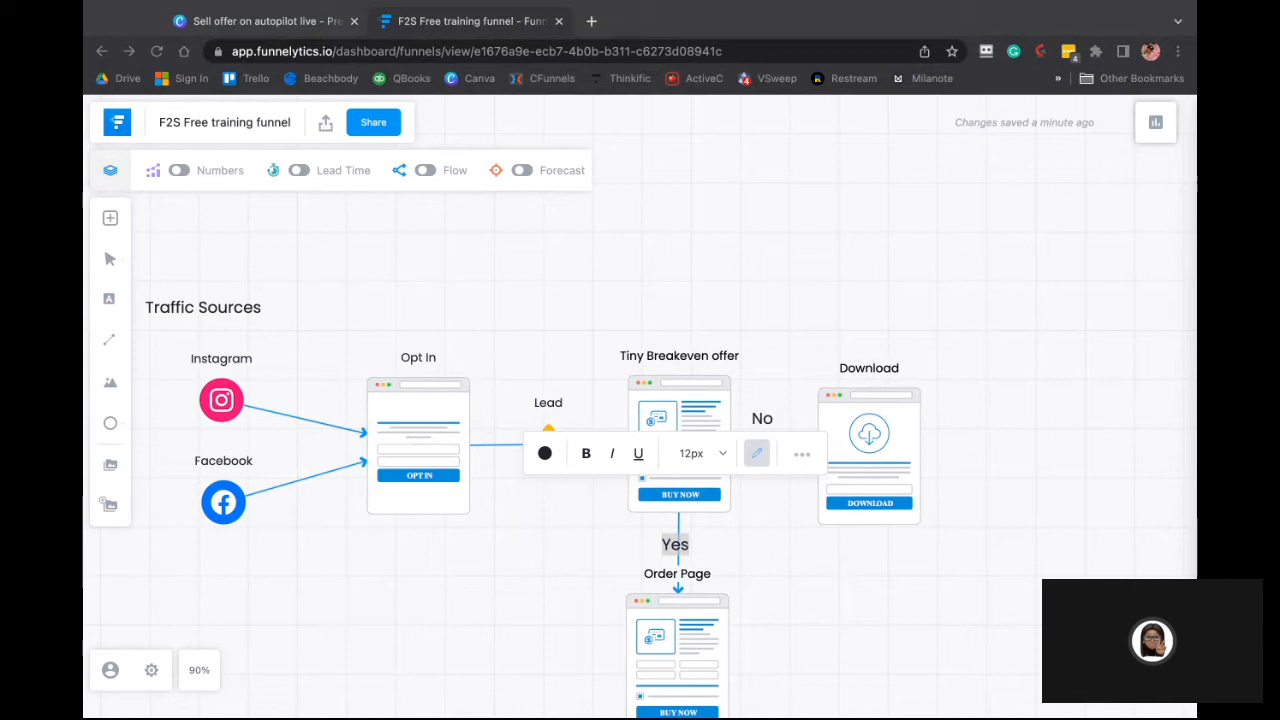 Sell offer on autopilot live - Pre
F2S Free training funnel - Funn
app.funnelytics.io/dashboard/funnels/view/e1676a9e-ecb7-4b0b-b311-c6273d08941c
4
Drive
Sign In
Trello
Beachbody
QBooks
Canva
CFunnels
Thinkific
ActiveC
VSweep
Restream
Milanote
»
Other Bookmarks
F2S Free training funnel
Share
Changes saved a minute ago
Numbers
Lead Time
Flow
Forecast
Traffic Sources
Instagram
Opt In
Tiny Breakeven offer
Download
Lead
No
Facebook
B I U 12px
OPT IN
BUY NOW
DOWNLOAD
Yes
Order Page
90%
BUY NOW